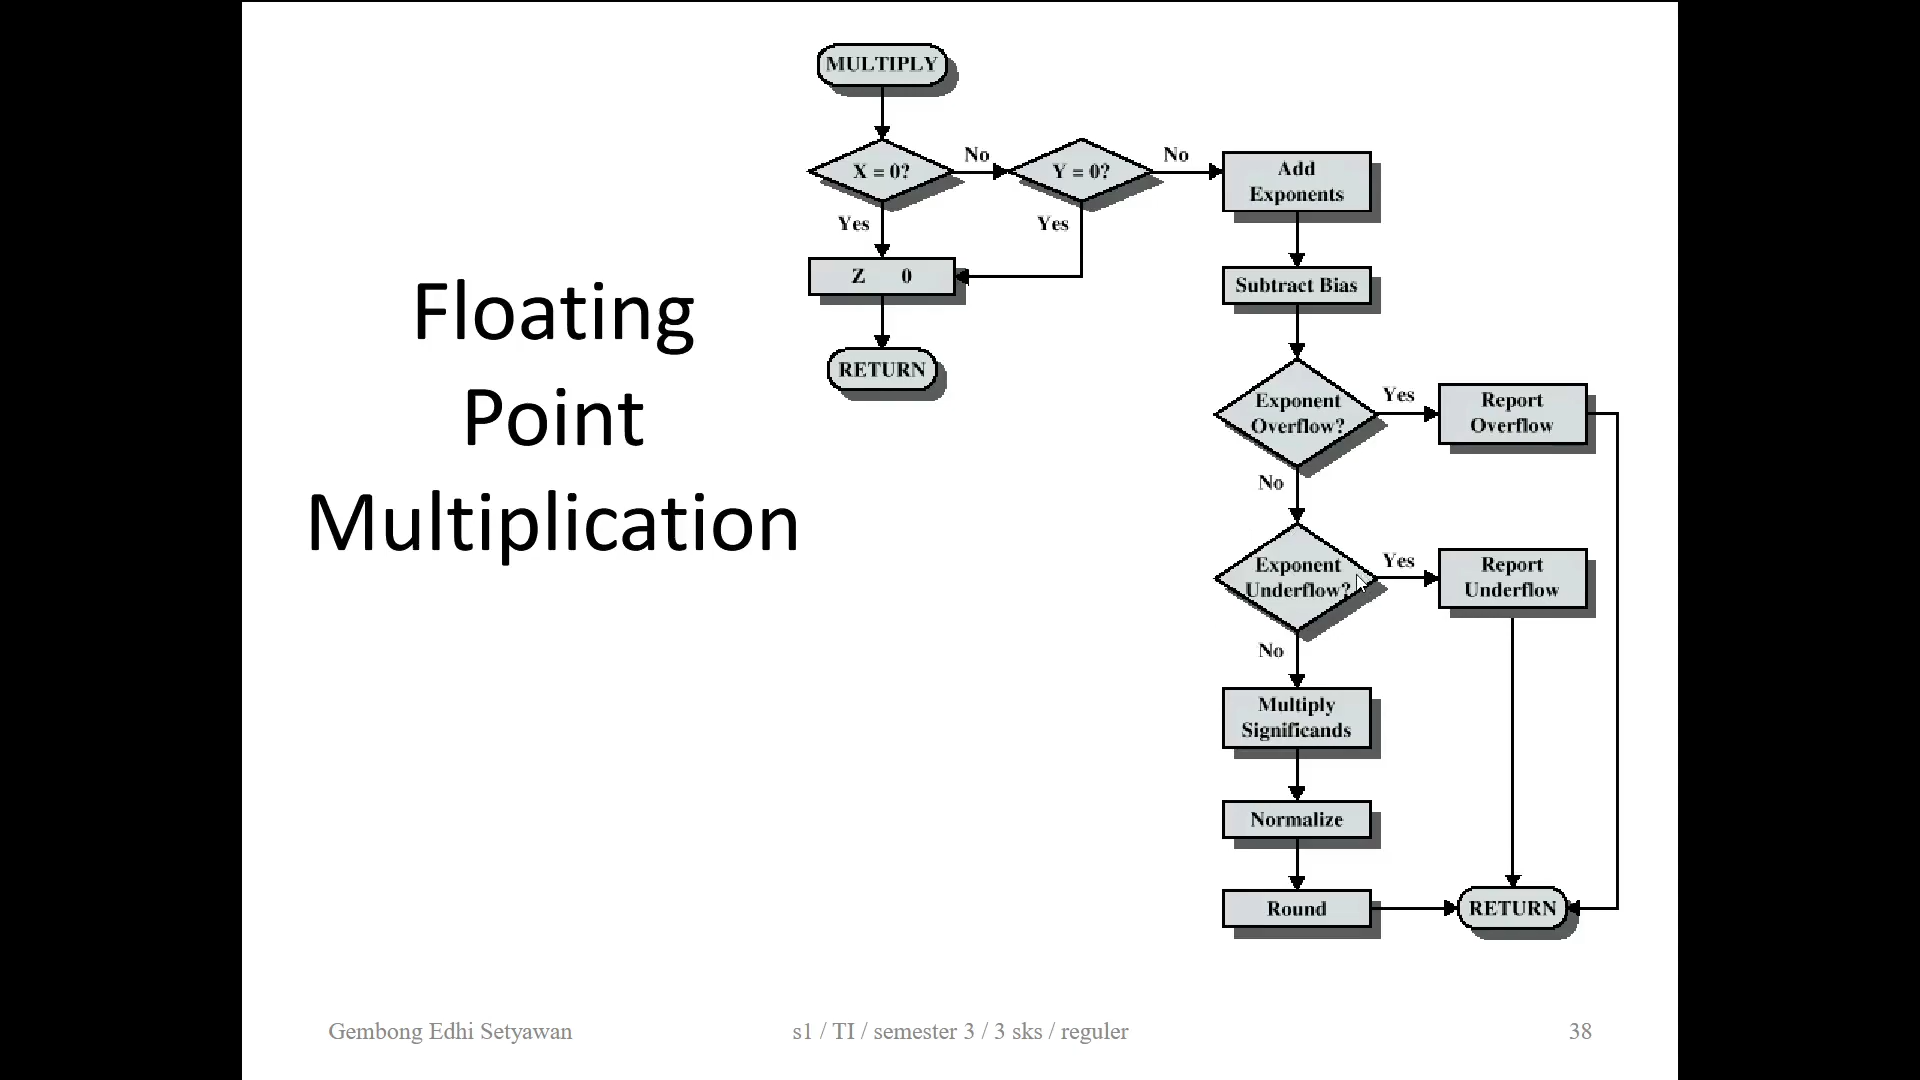 Floating
Point
Multiplication
MULTIPLY
X = 0?
No
Y = 0?
No
Add
Exponents
Yes
Yes
Z 0
Subtract Bias
RETURN
Exponent
Overflow?
Yes
Report
Overflow
No
Exponent
Underflow?
Yes
Report
Underflow
No
Multiply
Significands
Normalize
Round
RETURN
Gembong Edhi Setyawan
s1 / TI / semester 3 / 3 sks / reguler
38